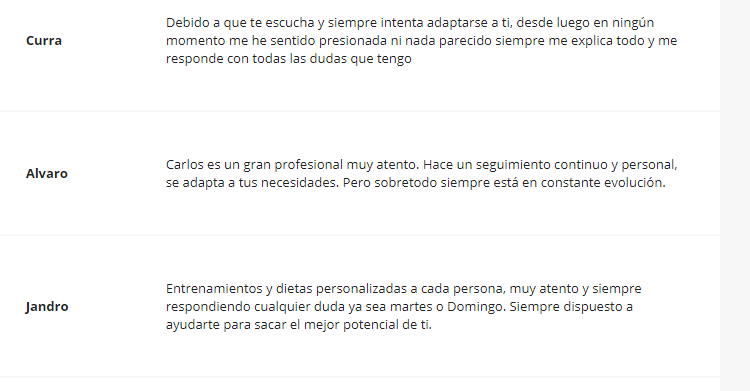 Debido a que te escucha y siempre intenta adaptarse a ti, desde luego en ningún
Curra
momento me he sentido presionada ni nada parecido siempre me explica todo y me
responde con todas las dudas que tengo
Carlos es un gran profesional muy atento. Hace un seguimiento continuo y personal,
Alvaro
se adapta a tus necesidades. Pero sobretodo siempre está en constante evolución.
Entrenamientos y dietas personalizadas a cada persona, muy atento y siempre
Jandro
respondiendo cualquier duda ya sea martes o Domingo. Siempre dispuesto a
ayudarte para sacar el mejor potencial de ti.